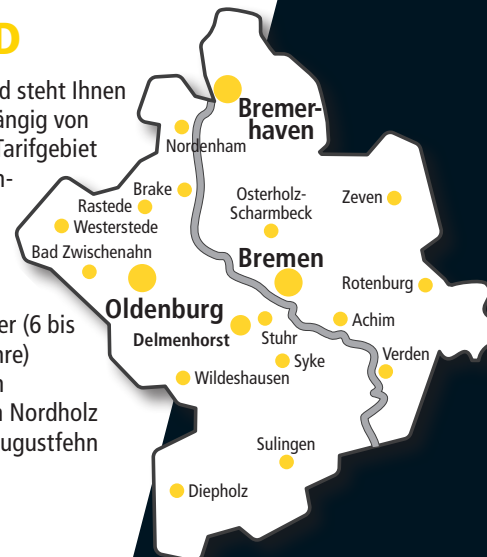 D
d steht Ihnen
ängig von
Tarifgebiet
n-
er (6 bis
hre)
n
n Nordholz
ugustfehn
Bremer-
haven
Nordenham
Brake
Rastede
Westerstede
Bad Zwischenahn
Osterholz-
Scharmbeck
Zeven
Bremen
Rotenburg
Oldenburg
Delmenhorst
Stuhr
Achim
Syke
Verden
Wildeshausen
Sulingen
Diepholz